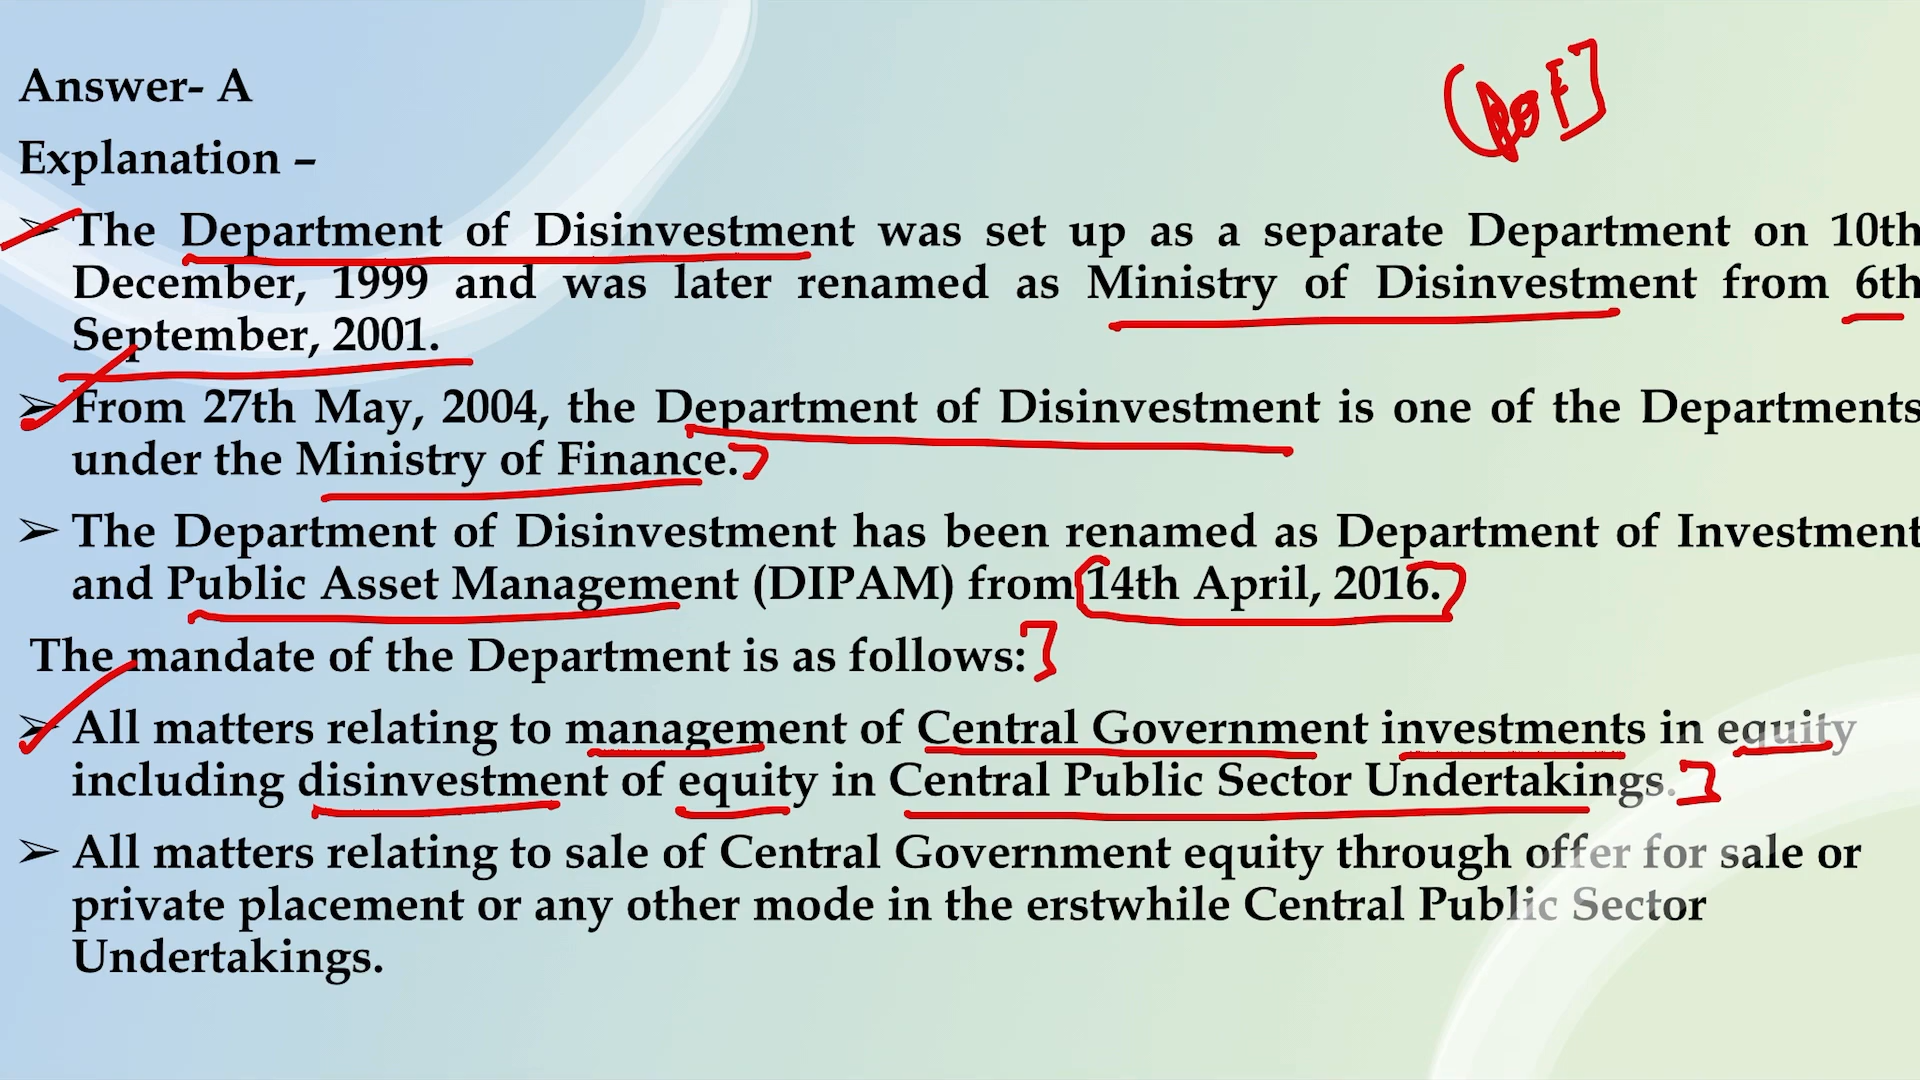 Answer- A
Explanation –
➢ The Department of Disinvestment was set up as a separate Department on 10th
December, 1999 and was later renamed as Ministry of Disinvestment from 6th
September, 2001.
➢ From 27th May, 2004, the Department of Disinvestment is one of the Departments
under the Ministry of Finance.
➢ The Department of Disinvestment has been renamed as Department of Investment
and Public Asset Management (DIPAM) from 14th April, 2016.
The mandate of the Department is as follows:
➢ All matters relating to management of Central Government investments in equity
including disinvestment of equity in Central Public Sector Undertakings.
➢ All matters relating to sale of Central Government equity through offer for sale or
private placement or any other mode in the erstwhile Central Public Sector
Undertakings.